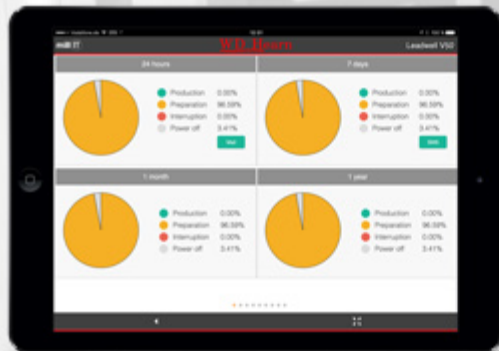 mill IT
WD Hoorn
Leadwell V50
24 hours
Production 0.00%
Preparation 96.59%
Interruption 0.00%
Power off 3.41%
7 days
Production 0.00%
Preparation 96.59%
Interruption 0.00%
Power off 3.41%
1 month
Production 0.00%
Preparation 96.59%
Interruption 0.00%
Power off 3.41%
1 year
Production 0.00%
Preparation 96.59%
Interruption 0.00%
Power off 3.41%